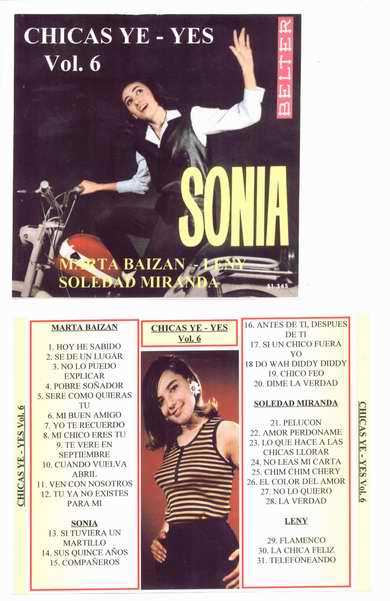 CHICAS YE - YES
Vol. 6
BELTER
SONIA
MARTA BAIZAN - LENY
SOLEDAD MIRANDA
51.345
CHICAS YE - YES Vol. 6
MARTA BAIZAN
1. HOY HE SABIDO
2. SE DE UN LUGAR
3. NO LO PUEDO
EXPLICAR
4. POBRE SOÑADOR
5. SERE COMO QUIERAS
TU
6. MI BUEN AMIGO
7. YO TE RECUERDO
8. MI CHICO ERES TU
9. TE VERE EN
SEPTIEMBRE
10. CUANDO VUELVA
ABRIL
11. VEN CON NOSOTROS
12. TU YA NO EXISTES
PARA MI
SONIA
13. SI TUVIERA UN
MARTILLO
14. SUS QUINCE AÑOS
15. COMPAÑEROS
CHICAS YE - YES
Vol. 6
16. ANTES DE TI, DESPUES
DE TI
17. SI UN CHICO FUERA
YO
18 DO WAH DIDDY DIDDY
19. CHICO FEO
20. DIME LA VERDAD
SOLEDAD MIRANDA
21. PELUCON
22. AMOR PERDONAME
23. LO QUE HACE A LAS
CHICAS LLORAR
24. NO LEAS MI CARTA
25. CHIM CHIM CHERY
26. EL COLOR DEL AMOR
27. NO LO QUIERO
28. LA VERDAD
LENY
29. FLAMENCO
30. LA CHICA FELIZ
31. TELEFONEANDO
CHICAS YE - YES Vol. 6